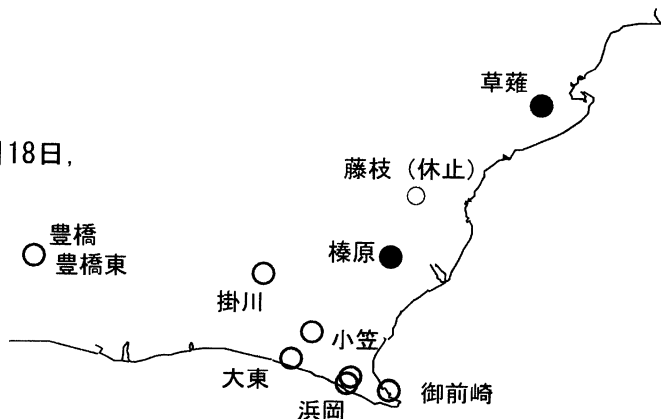 草薙
月18日,
藤枝（休止）
豊橋
豊橋東
榛原
掛川
小笠
大東
御前崎
浜岡